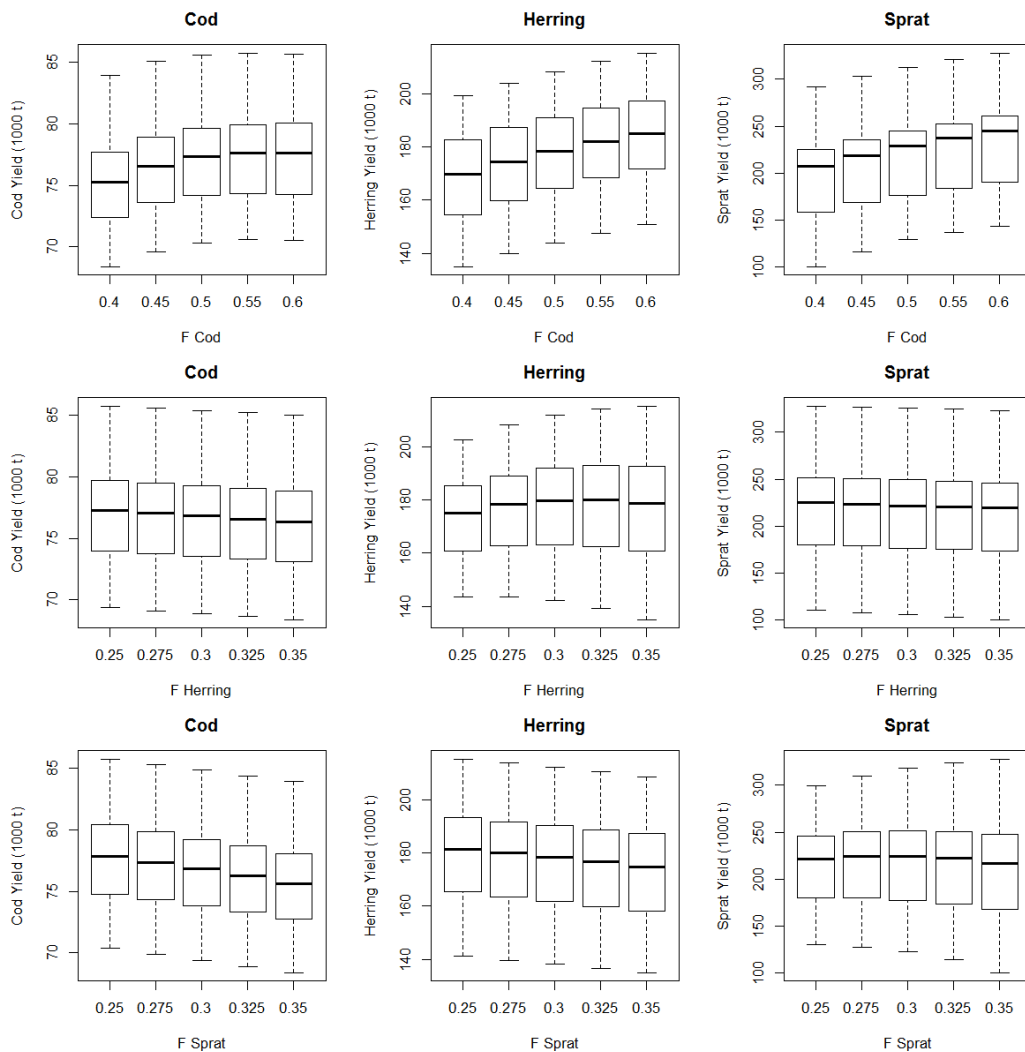 Cod
Cod Yield (1000 t)
85
80
75
70
0.4 0.45 0.5 0.55 0.6
F Cod
Herring
Herring Yield (1000 t)
200
180
160
140
0.4 0.45 0.5 0.55 0.6
F Cod
Sprat
Sprat Yield (1000 t)
300
250
200
150
100
0.4 0.45 0.5 0.55 0.6
F Cod
Cod
Cod Yield (1000 t)
85
80
75
70
0.25 0.275 0.3 0.325 0.35
F Herring
Herring
Herring Yield (1000 t)
200
180
160
140
0.25 0.275 0.3 0.325 0.35
F Herring
Sprat
Sprat Yield (1000 t)
300
250
200
150
100
0.25 0.275 0.3 0.325 0.35
F Herring
Cod
Cod Yield (1000 t)
85
80
75
70
0.25 0.275 0.3 0.325 0.35
F Sprat
Herring
Herring Yield (1000 t)
200
180
160
140
0.25 0.275 0.3 0.325 0.35
F Sprat
Sprat
Sprat Yield (1000 t)
300
250
200
150
100
0.25 0.275 0.3 0.325 0.35
F Sprat